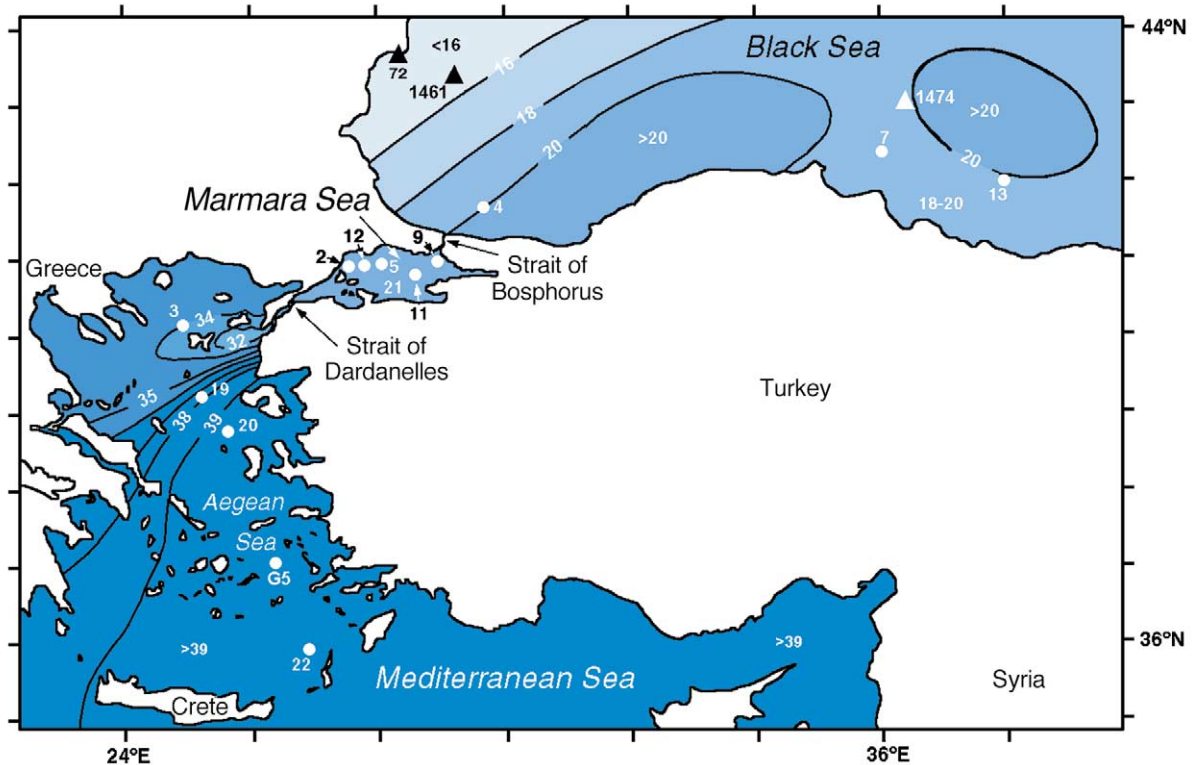 44ºN
Black Sea
<16
72
1461
16
18
20
>20
1474
>20
7
20
13
18-20
4
Marmara Sea
12
9
2
5
21
11
Strait of
Bosphorus
Greece
3
34
32
Strait of
Dardanelles
Turkey
35
19
38
39
20
Aegean
Sea
G5
>39
22
>39
36ºN
Mediterranean Sea
Crete
Syria
24ºE
36ºE